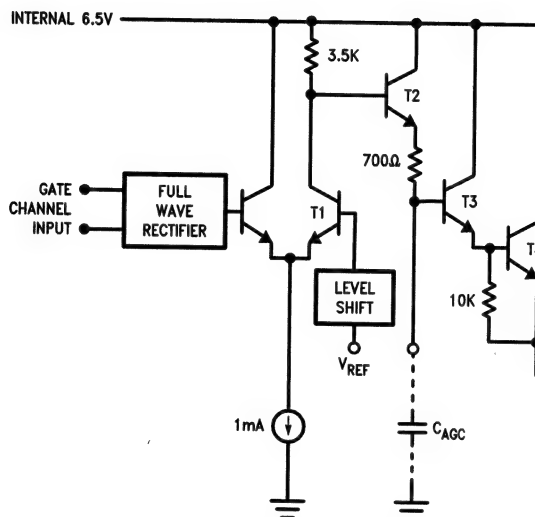 INTERNAL 6.5V
3.5K
T2
700Ω
GATE
CHANNEL
INPUT
FULL
WAVE
RECTIFIER
T1
T3
LEVEL
SHIFT
10K
VREF
1mA
CAGC